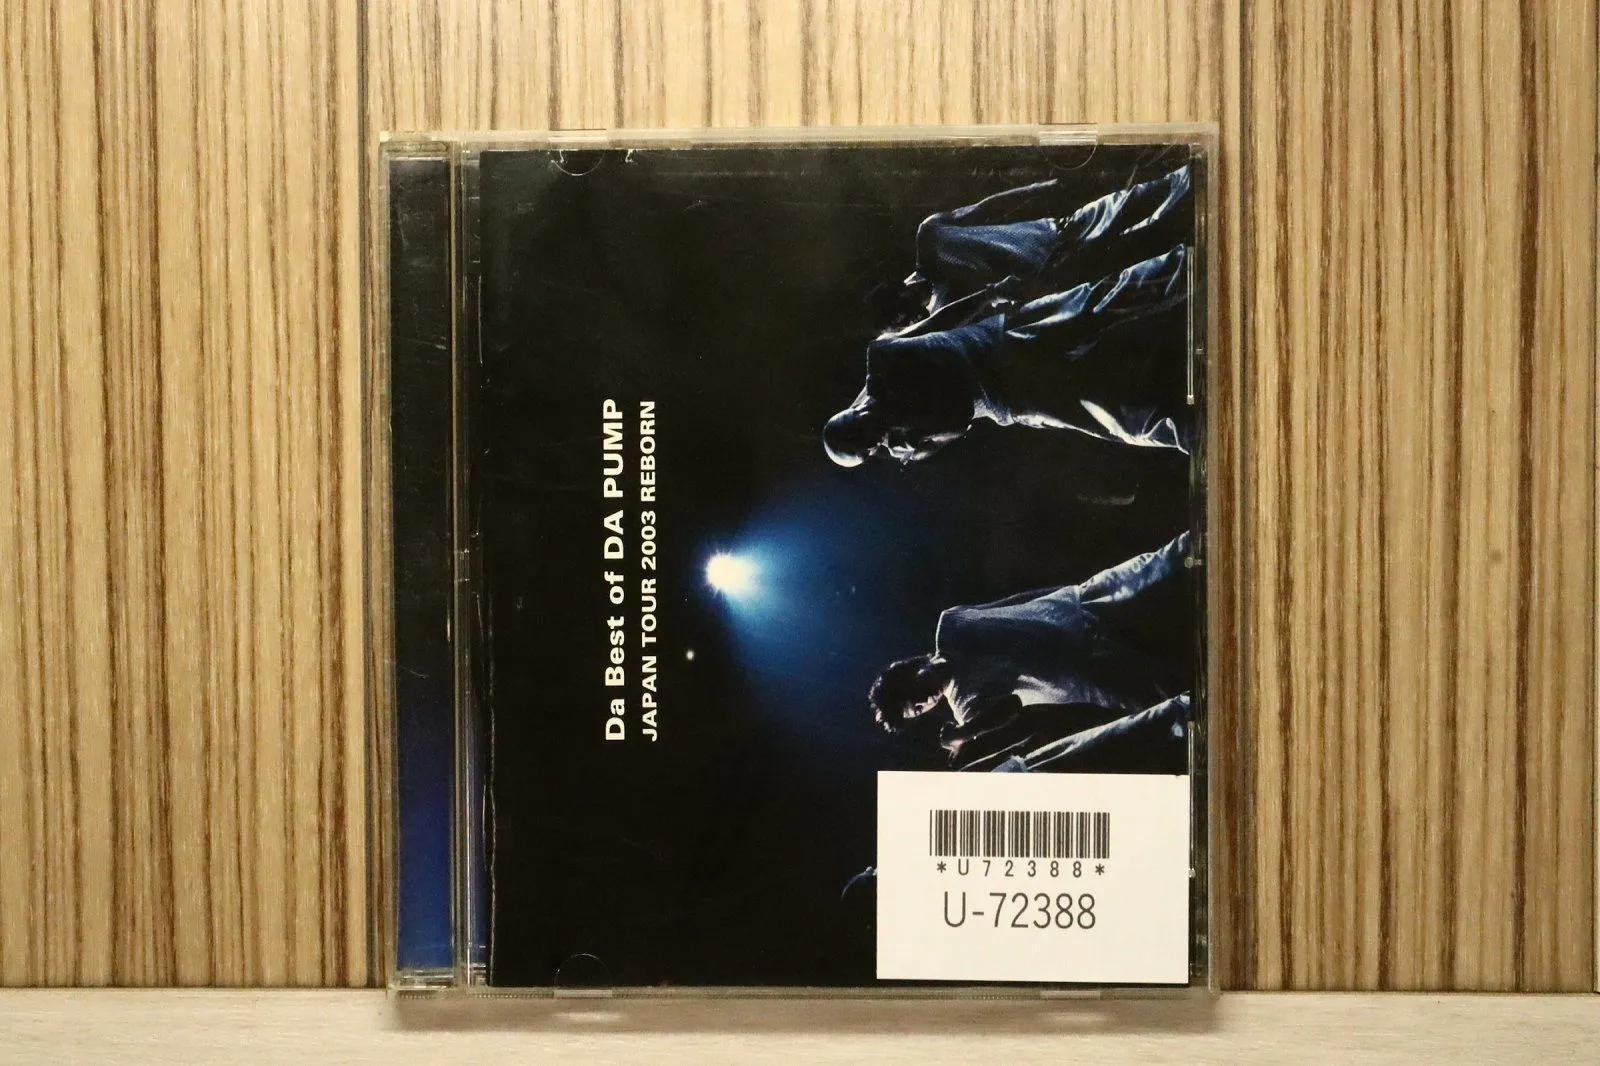 Da Best of DA PUMP
JAPAN TOUR 2003 REBORN
*U72388*
U-72388